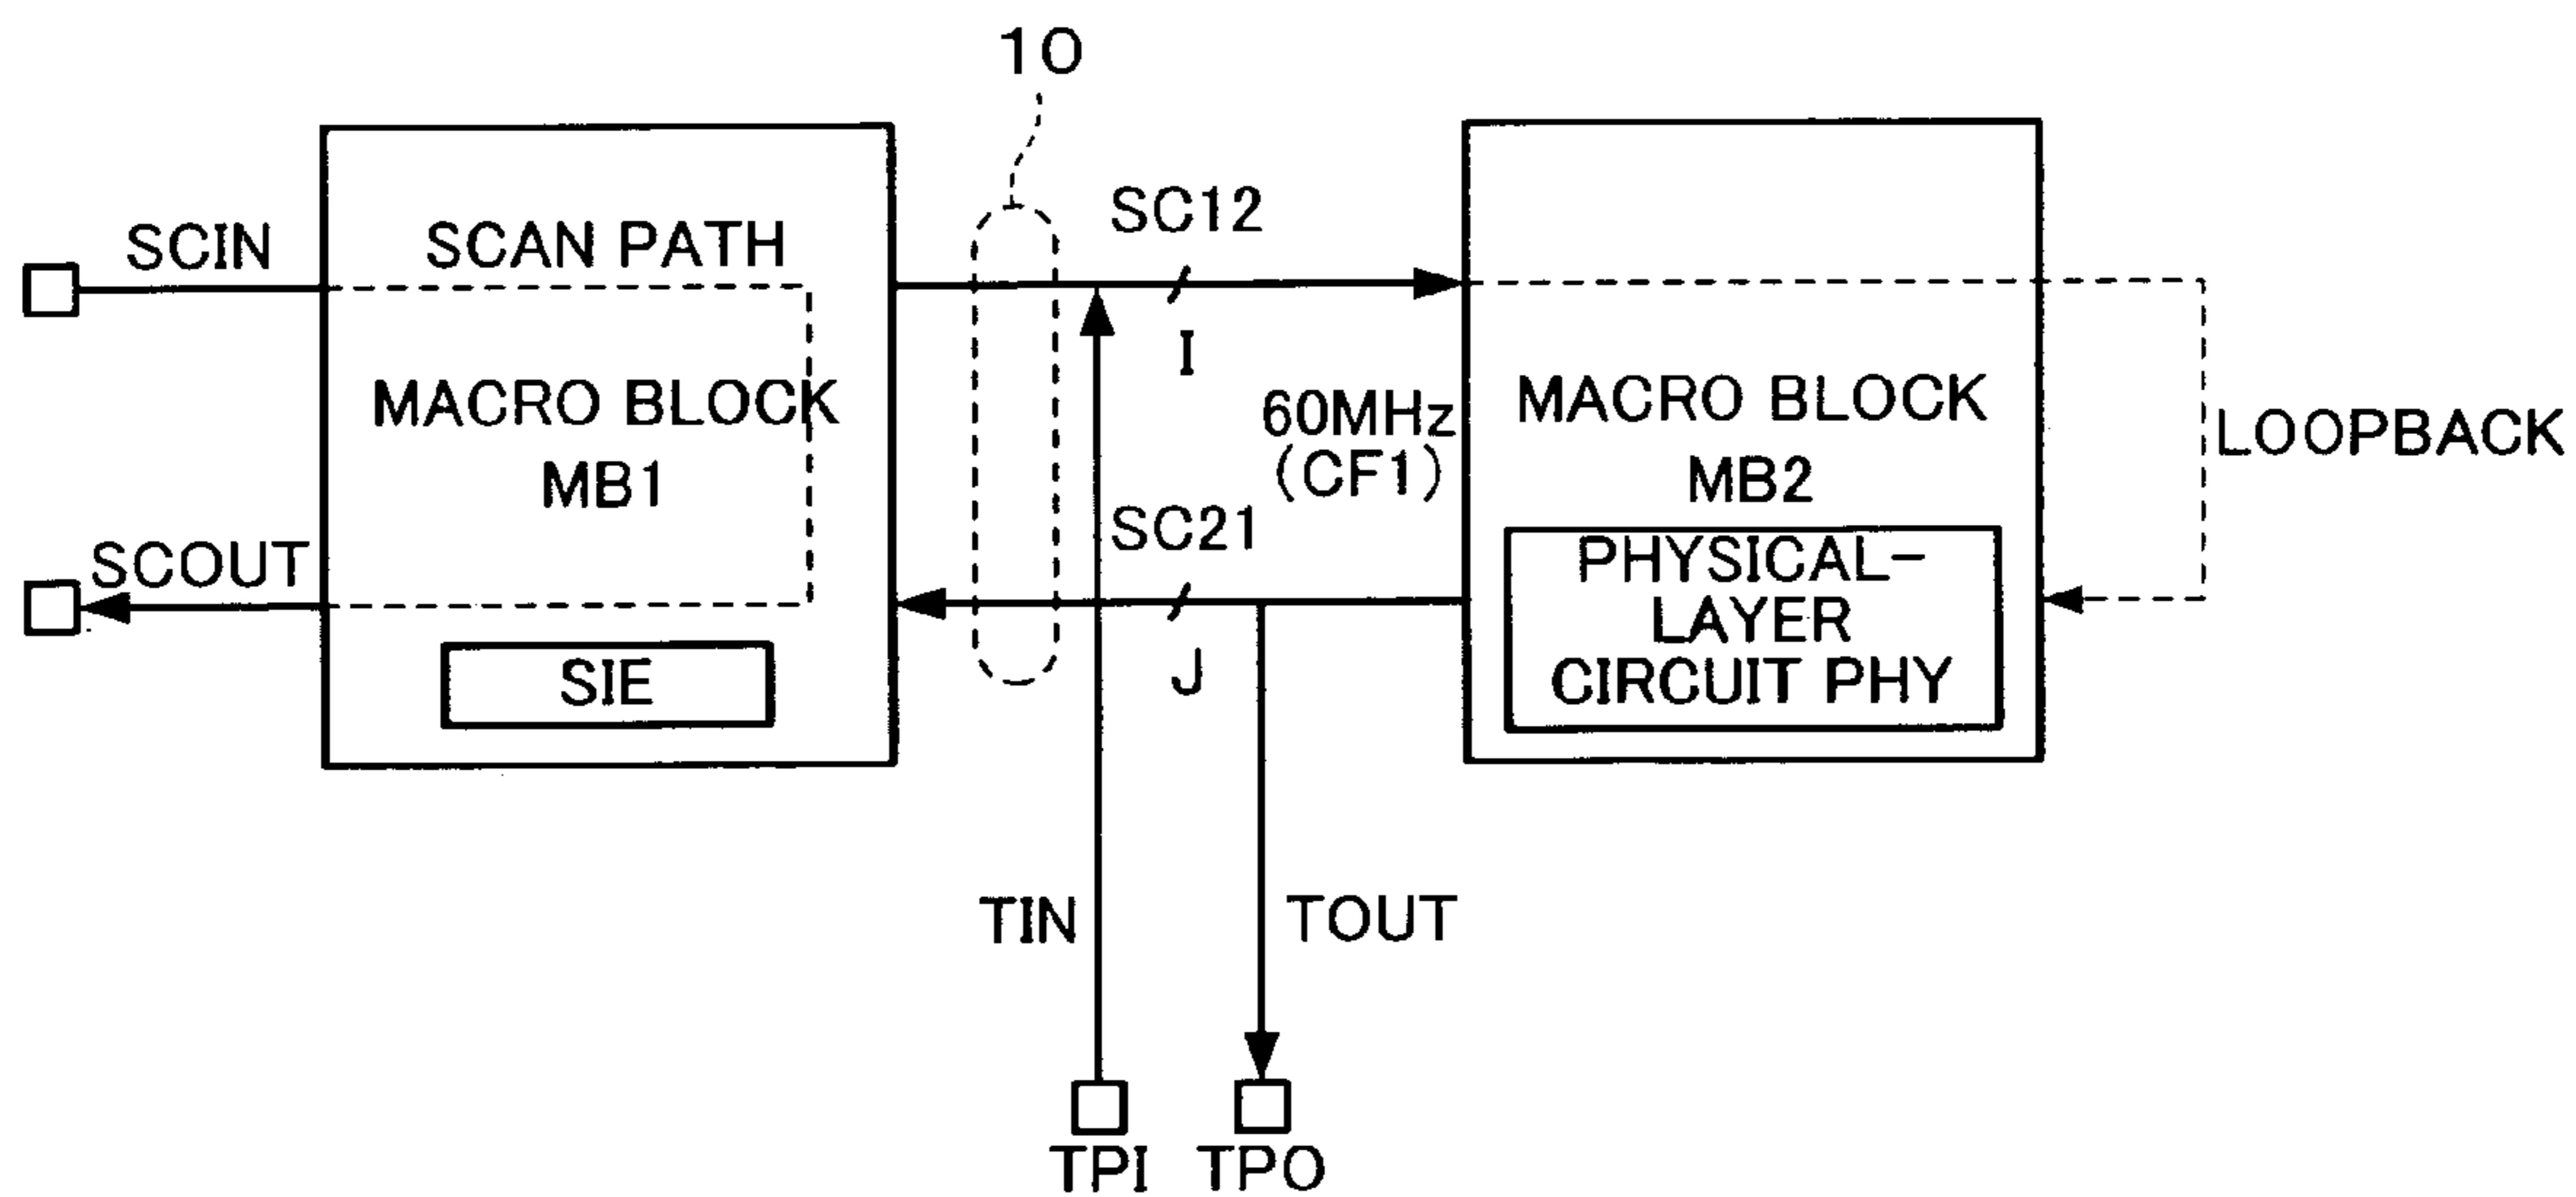 10
SCIN
SCAN PATH
SC12
I
MACRO BLOCK
MB1
60MHz
(CF1)
MACRO BLOCK
MB2
LOOPBACK
SCOUT
SC21
J
SIE
PHYSICAL-
LAYER
CIRCUIT PHY
TIN
TOUT
TPI
TPO